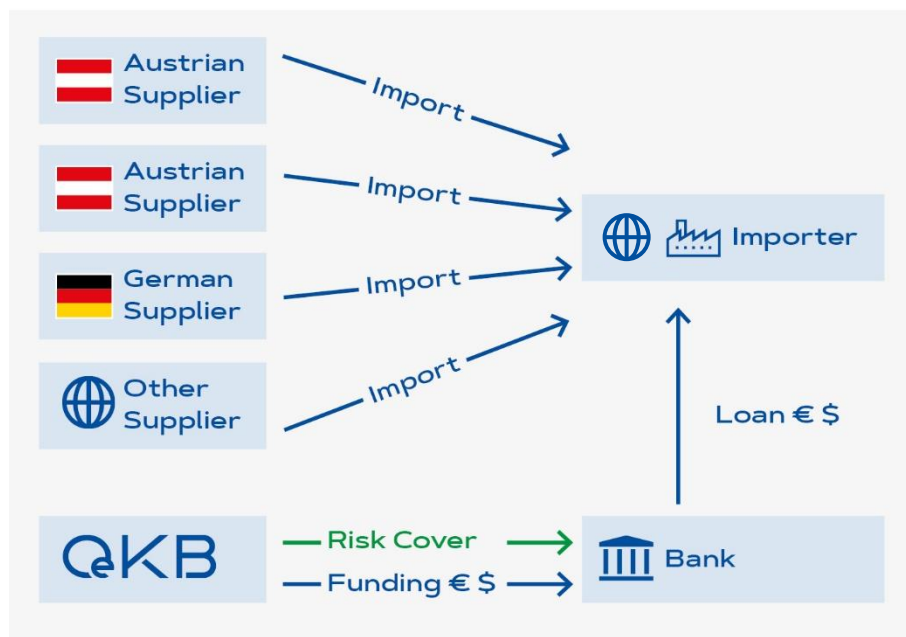 Austrian
Supplier
Import
Austrian
Supplier
Import
Importer
German
Supplier
Import
Other
Supplier
Import
Loan € $
OeKB
Risk Cover
Funding € $
Bank